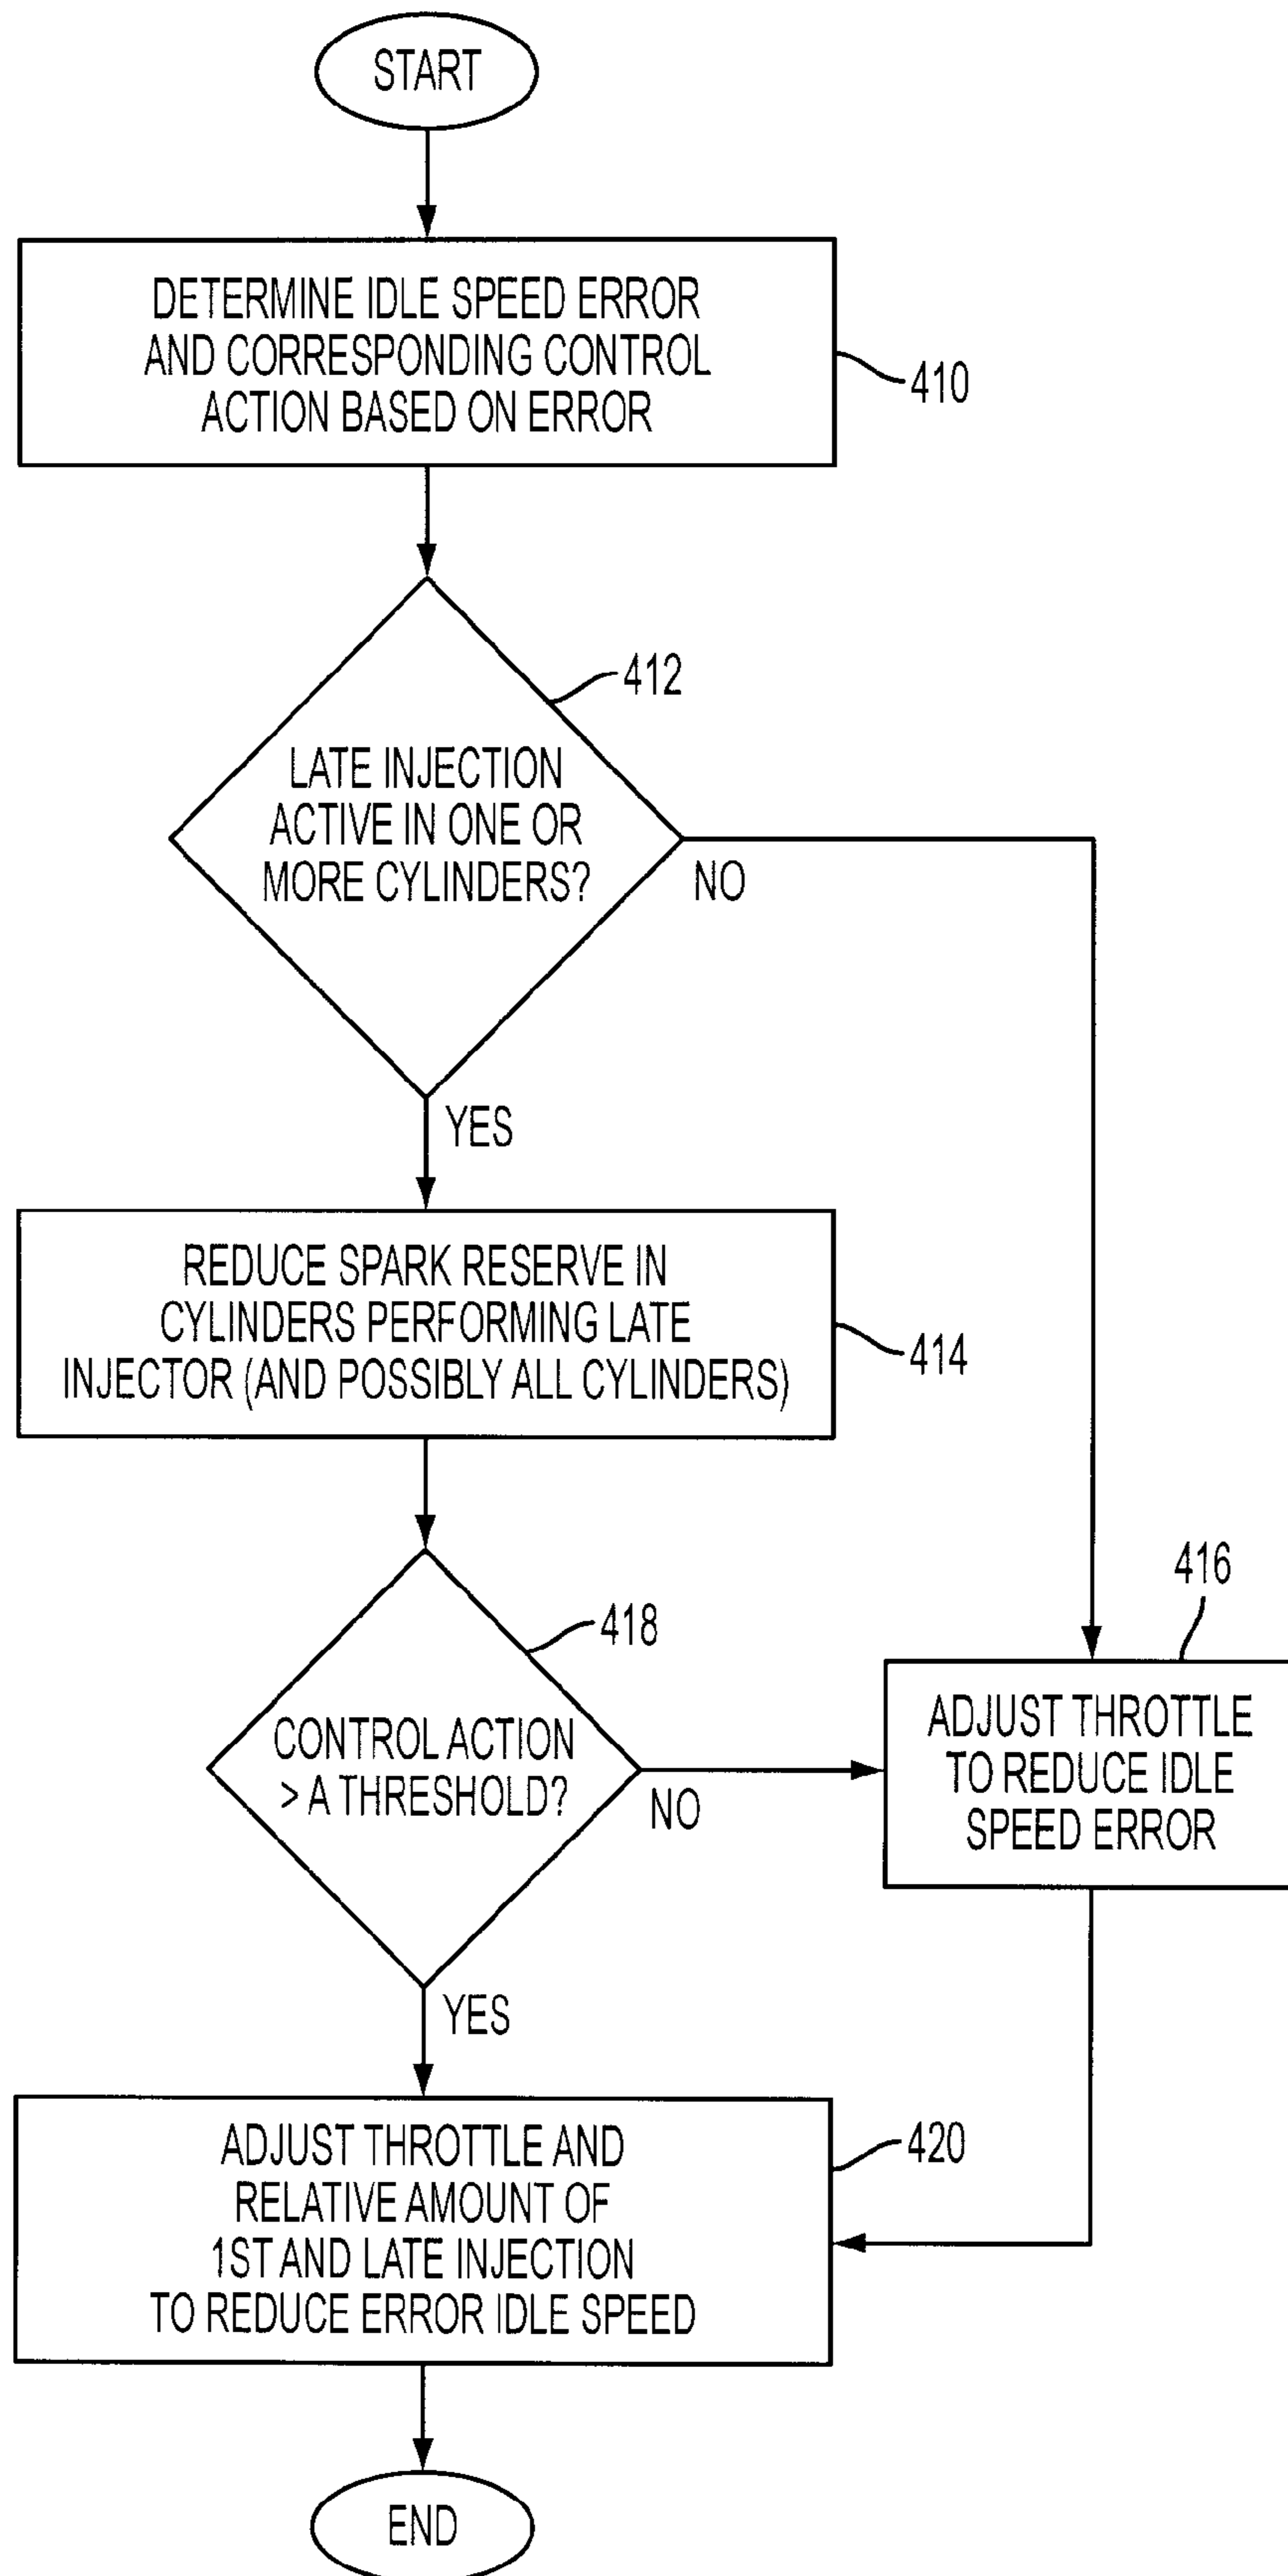 START
DETERMINE IDLE SPEED ERROR
AND CORRESPONDING CONTROL
ACTION BASED ON ERROR
410
412
LATE INJECTION
ACTIVE IN ONE OR
MORE CYLINDERS?
NO
YES
REDUCE SPARK RESERVE IN
CYLINDERS PERFORMING LATE
INJECTOR (AND POSSIBLY ALL CYLINDERS)
414
416
418
CONTROL ACTION
> A THRESHOLD?
NO
ADJUST THROTTLE
TO REDUCE IDLE
SPEED ERROR
YES
ADJUST THROTTLE AND
RELATIVE AMOUNT OF
1ST AND LATE INJECTION
TO REDUCE ERROR IDLE SPEED
420
END